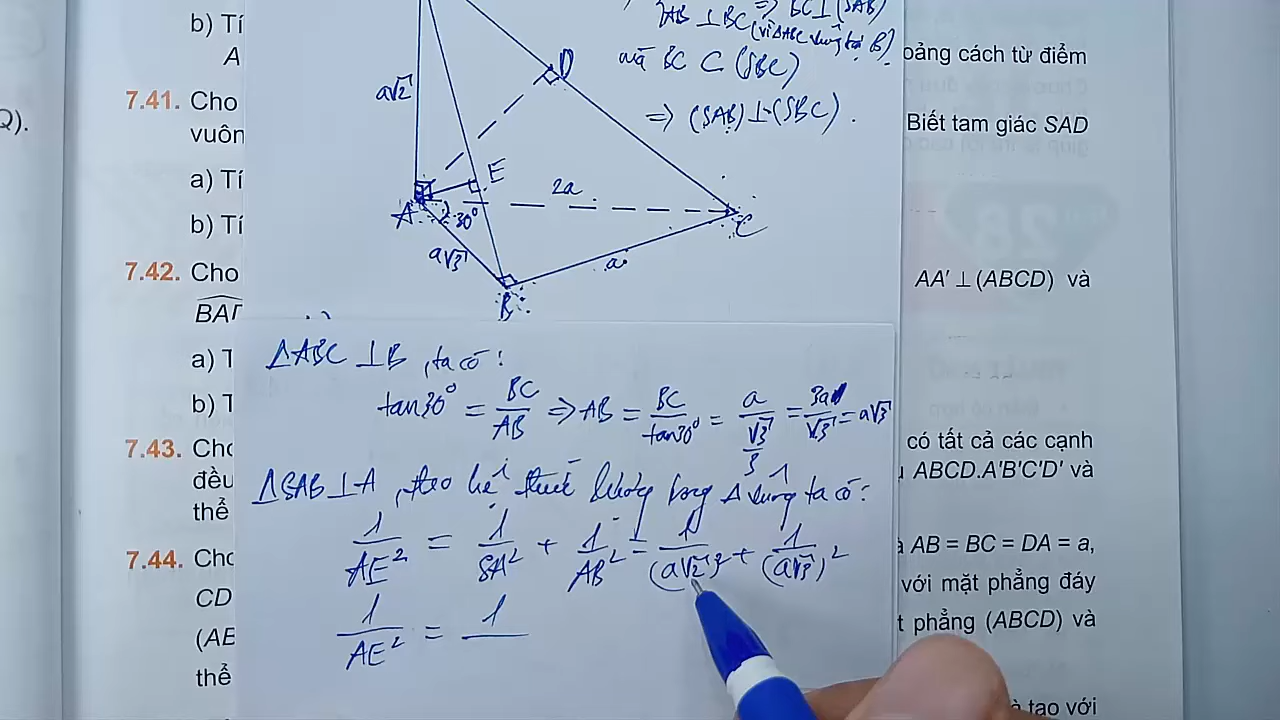 b) Tí
A
7.41. Cho
vuôn
a) Tí
b) Tí
7.42. Cho
BAD
a) T
b) T
7.43. Cho
đều
thể
7.44. Cho
CD
(AE
thể
Q).
AB ⊥ BC (vì ΔABC vuông tại B)
=> BC ⊥ (SAB)
mà BC ⊂ (SBC)
=> (SAB) ⊥ (SBC).
a√2
D
E
2a
A
30°
a√3
B
a
C
ΔABC ⊥ B, ta có:
tan30° = BC/AB => AB = BC/tan30° = a/(√3/3) = 3a/√3 = a√3
ΔSAB ⊥ A, theo hệ thức lượng trong Δ vuông ta có:
1/AE² = 1/SA² + 1/AB² = 1/(a√2)² + 1/(a√3)²
1/AE² = 1
oảng cách từ điểm
Biết tam giác SAD
28
AA′ ⊥ (ABCD) và
có tất cả các cạnh
ABCD.A′B′C′D′ và
AB = BC = DA = a,
với mặt phẳng đáy
t phẳng (ABCD) và
à tạo với